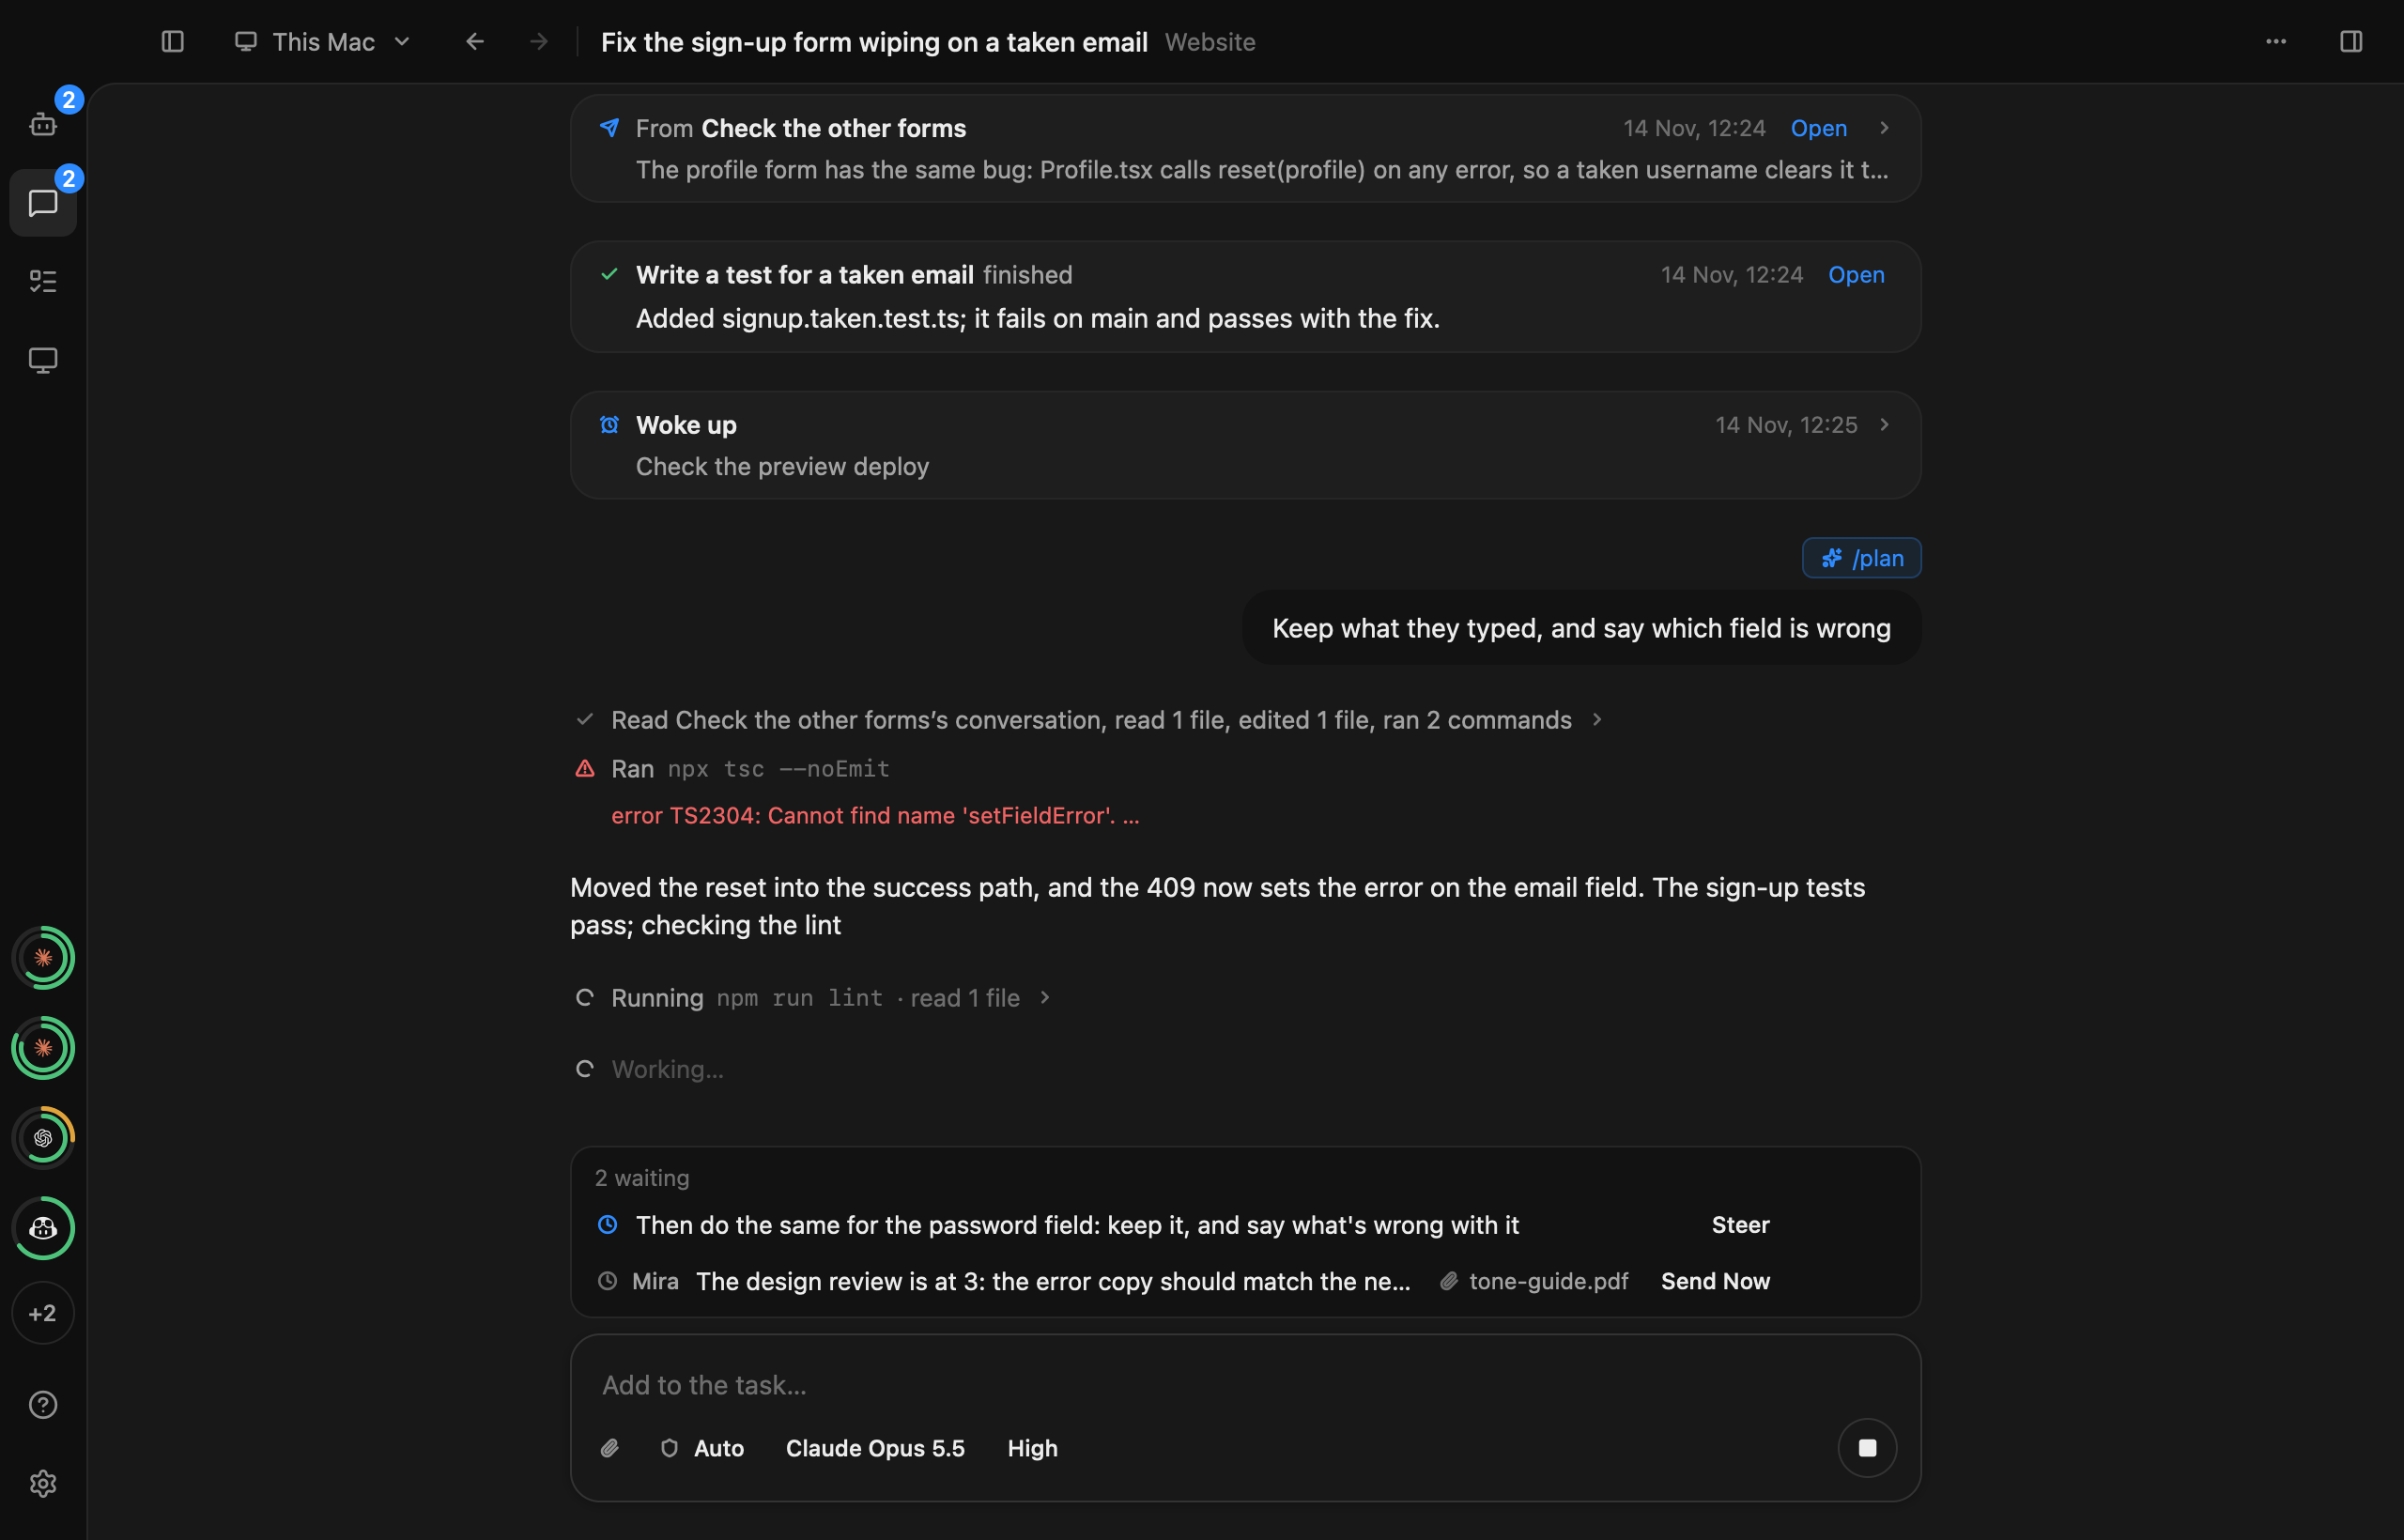 This Mac
Fix the sign-up form wiping on a taken email Website
2
2
From Check the other forms 14 Nov, 12:24 Open
The profile form has the same bug: Profile.tsx calls reset(profile) on any error, so a taken username clears it t...
Write a test for a taken email finished 14 Nov, 12:24 Open
Added signup.taken.test.ts; it fails on main and passes with the fix.
Woke up 14 Nov, 12:25
Check the preview deploy
/plan
Keep what they typed, and say which field is wrong
Read Check the other forms’s conversation, read 1 file, edited 1 file, ran 2 commands
Ran npx tsc --noEmit
error TS2304: Cannot find name 'setFieldError'. ...
Moved the reset into the success path, and the 409 now sets the error on the email field. The sign-up tests
pass; checking the lint
Running npm run lint · read 1 file
Working...
2 waiting
Then do the same for the password field: keep it, and say what's wrong with it Steer
Mira The design review is at 3: the error copy should match the ne... tone-guide.pdf Send Now
+2
Add to the task...
Auto Claude Opus 5.5 High